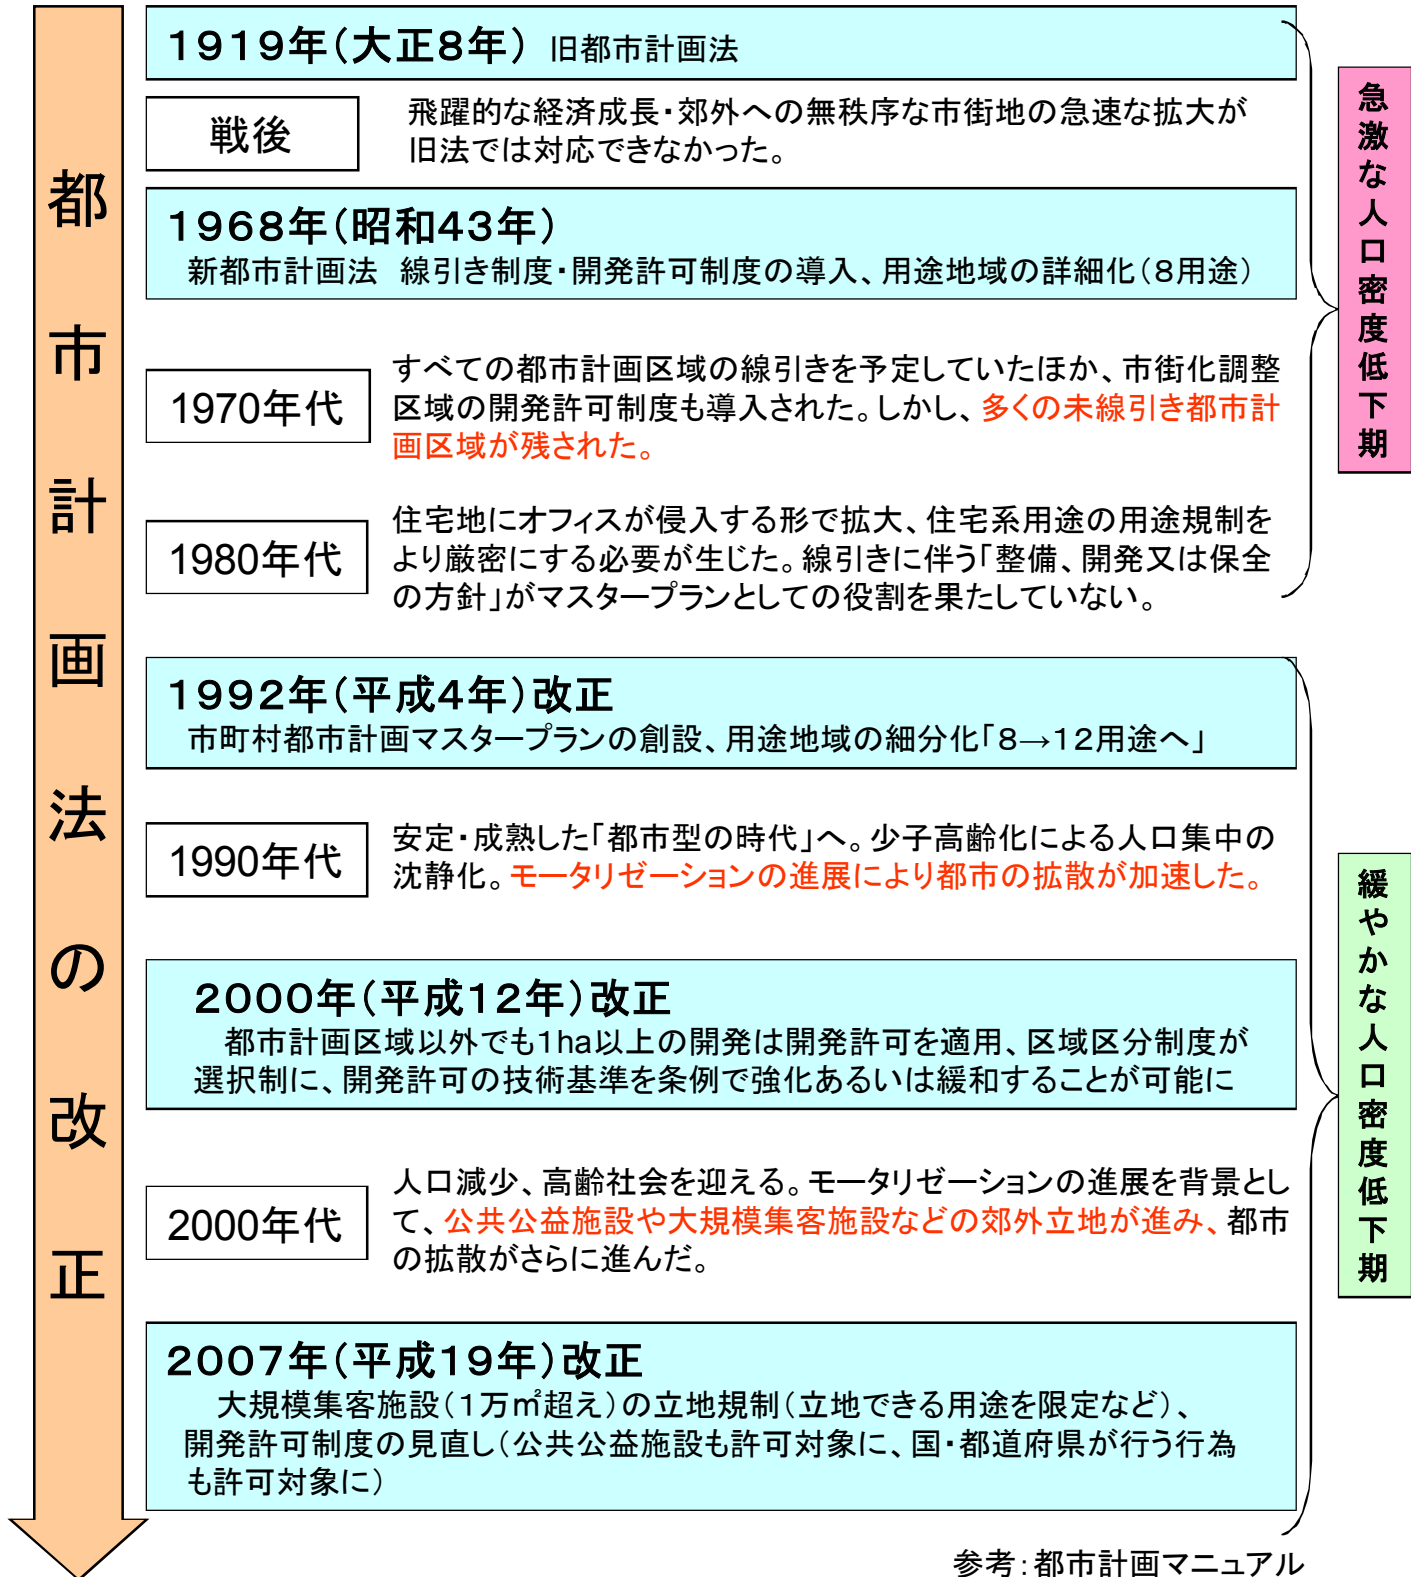 都市計画法の改正
1919年(大正8年) 旧都市計画法
戦後
飛躍的な経済成長・郊外への無秩序な市街地の急速な拡大が
旧法では対応できなかった。
1968年(昭和43年)
新都市計画法 線引き制度・開発許可制度の導入、用途地域の詳細化(8用途)
1970年代
すべての都市計画区域の線引きを予定していたほか、市街化調整
区域の開発許可制度も導入された。しかし、多くの未線引き都市計
画区域が残された。
1980年代
住宅地にオフィスが侵入する形で拡大、住宅系用途の用途規制を
より厳密にする必要が生じた。線引きに伴う「整備、開発又は保全
の方針」がマスタープランとしての役割を果たしていない。
急激な人口密度低下期
1992年(平成4年)改正
市町村都市計画マスタープランの創設、用途地域の細分化「8→12用途へ」
1990年代
安定・成熟した「都市型の時代」へ。少子高齢化による人口集中の
沈静化。モータリゼーションの進展により都市の拡散が加速した。
2000年(平成12年)改正
都市計画区域以外でも1ha以上の開発は開発許可を適用、区域区分制度が
選択制に、開発許可の技術基準を条例で強化あるいは緩和することが可能に
2000年代
人口減少、高齢社会を迎える。モータリゼーションの進展を背景とし
て、公共公益施設や大規模集客施設などの郊外立地が進み、都市
の拡散がさらに進んだ。
2007年(平成19年)改正
大規模集客施設(1万㎡超え)の立地規制(立地できる用途を限定など)、
開発許可制度の見直し(公共公益施設も許可対象に、国・都道府県が行う行為
も許可対象に)
緩やかな人口密度低下期
参考:都市計画マニュアル